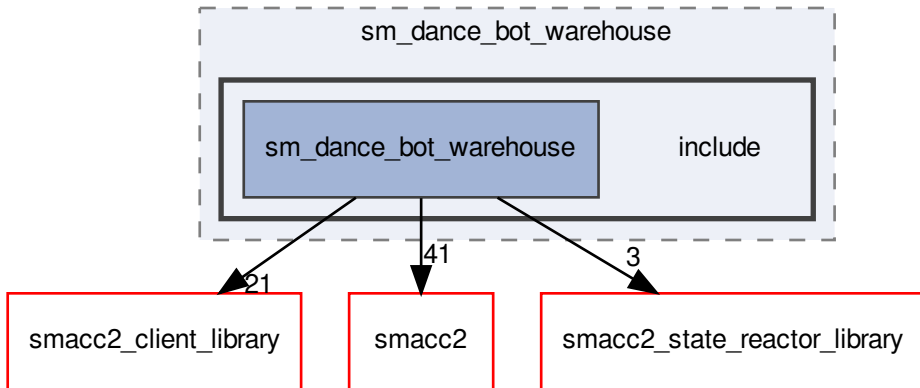 sm_dance_bot_warehouse
sm_dance_bot_warehouse
include
21
41
3
smacc2_client_library
smacc2
smacc2_state_reactor_library